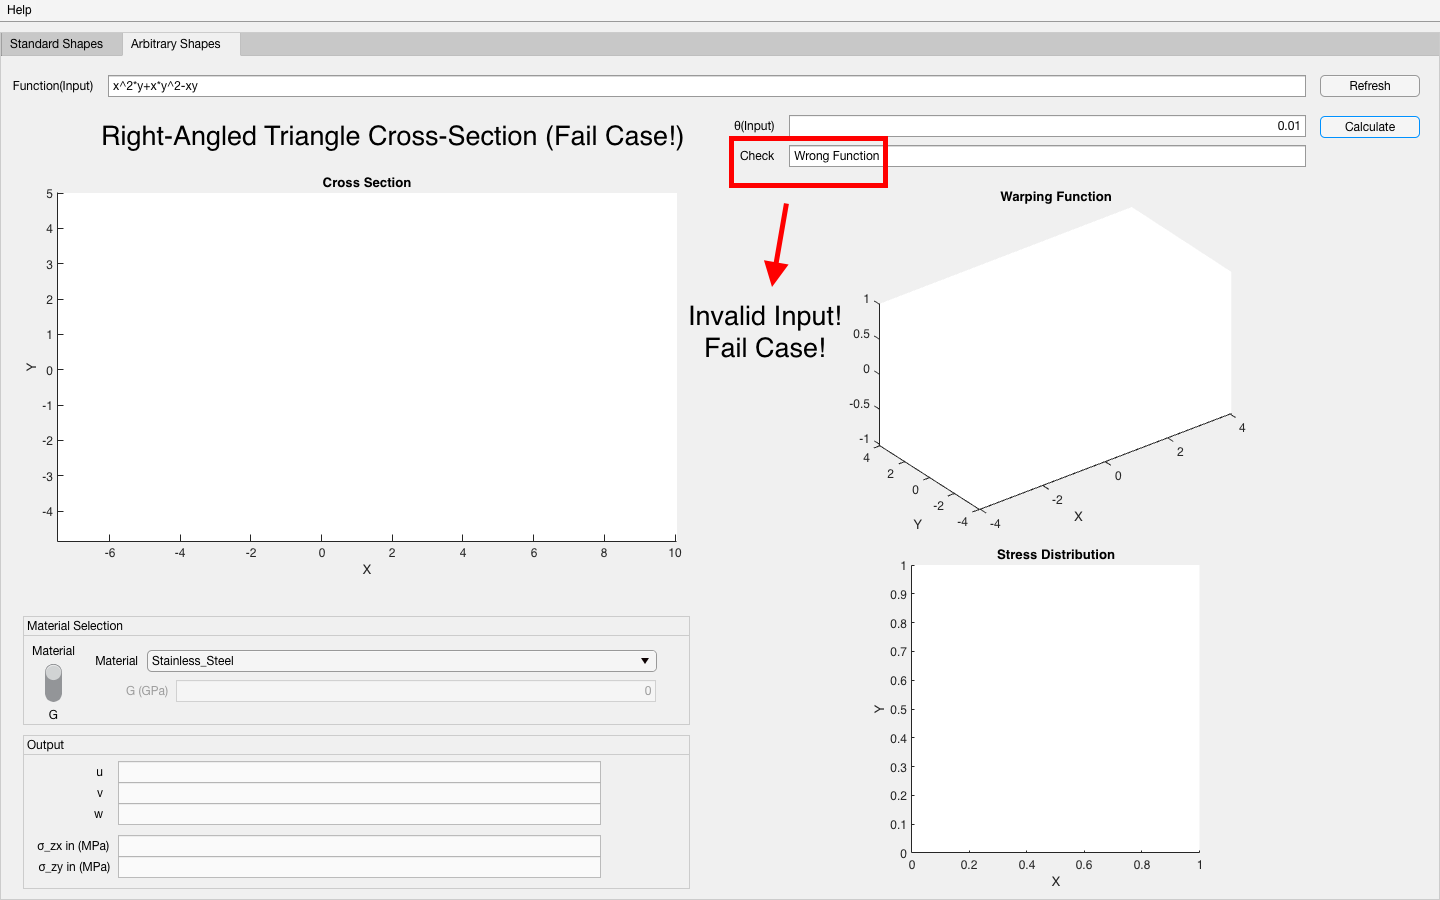 Help
Standard Shapes
Arbitrary Shapes
Function(Input)
x^2*y+x*y^2-xy
Refresh
Right-Angled Triangle Cross-Section (Fail Case!)
θ(Input)
0.01
Calculate
Check
Wrong Function
Invalid Input!
Fail Case!
Cross Section
5
4
3
2
1
0
-1
-2
-3
-4
Y
-6
-4
-2
0
2
4
6
8
10
X
Warping Function
1
0.5
0
-0.5
-1
4
2
0
-2
-4
Y
-4
-2
0
2
4
X
Stress Distribution
1
0.9
0.8
0.7
0.6
0.5
0.4
0.3
0.2
0.1
0
Y
0
0.2
0.4
0.6
0.8
1
X
Material Selection
Material
G
Material
Stainless_Steel
G (GPa)
0
Output
u
v
w
σ_zx in (MPa)
σ_zy in (MPa)